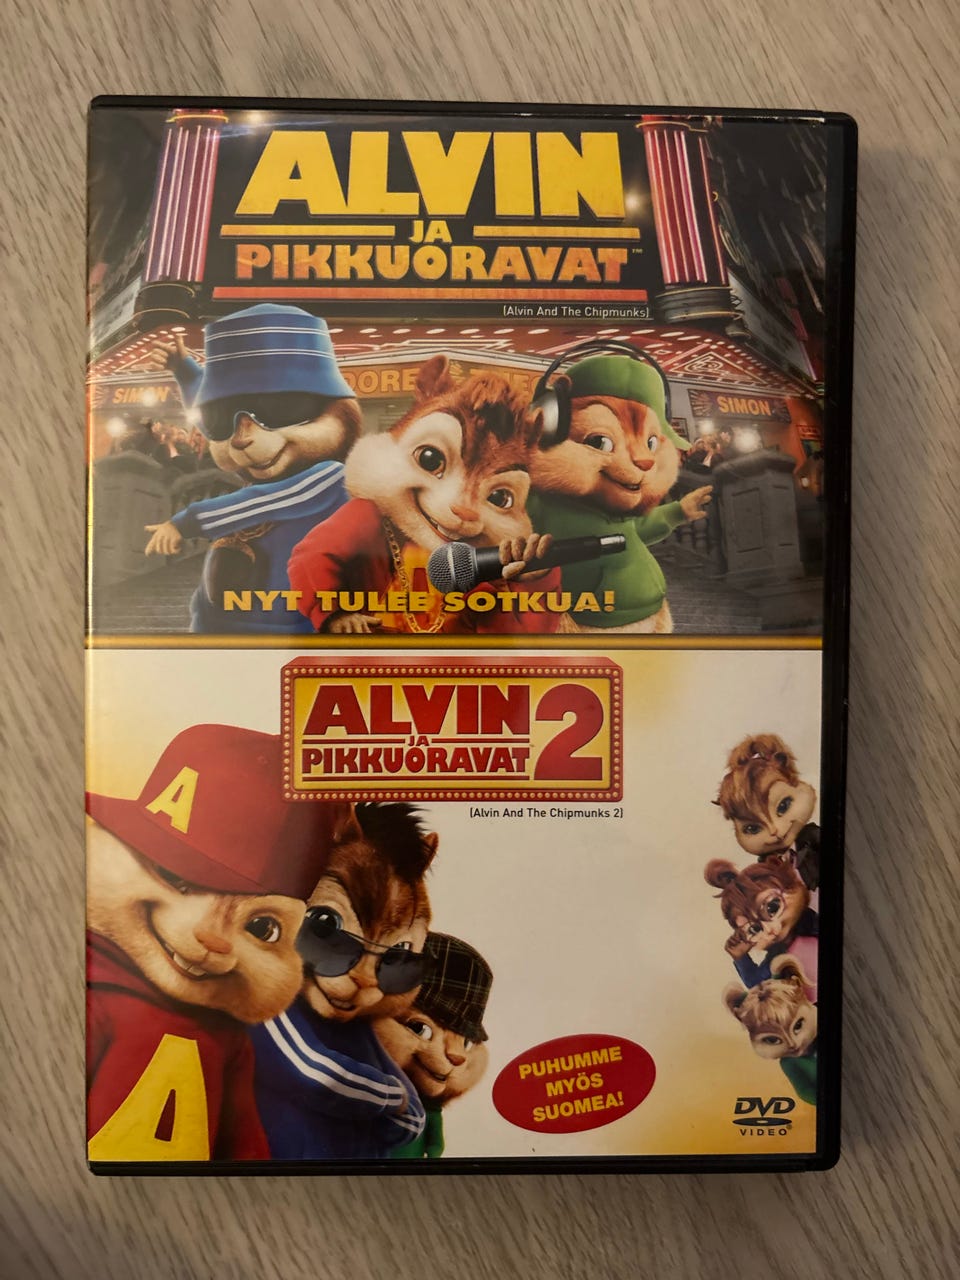 ALVIN
JA
PIKKUORAVAT™
(Alvin And The Chipmunks)
SIMON
SIMON
NYT TULEE SOTKUA!
ALVIN
JA
PIKKUORAVAT
2
(Alvin And The Chipmunks 2)
A
A
PUHUMME
MYÖS
SUOMEA!
DVD
VIDEO